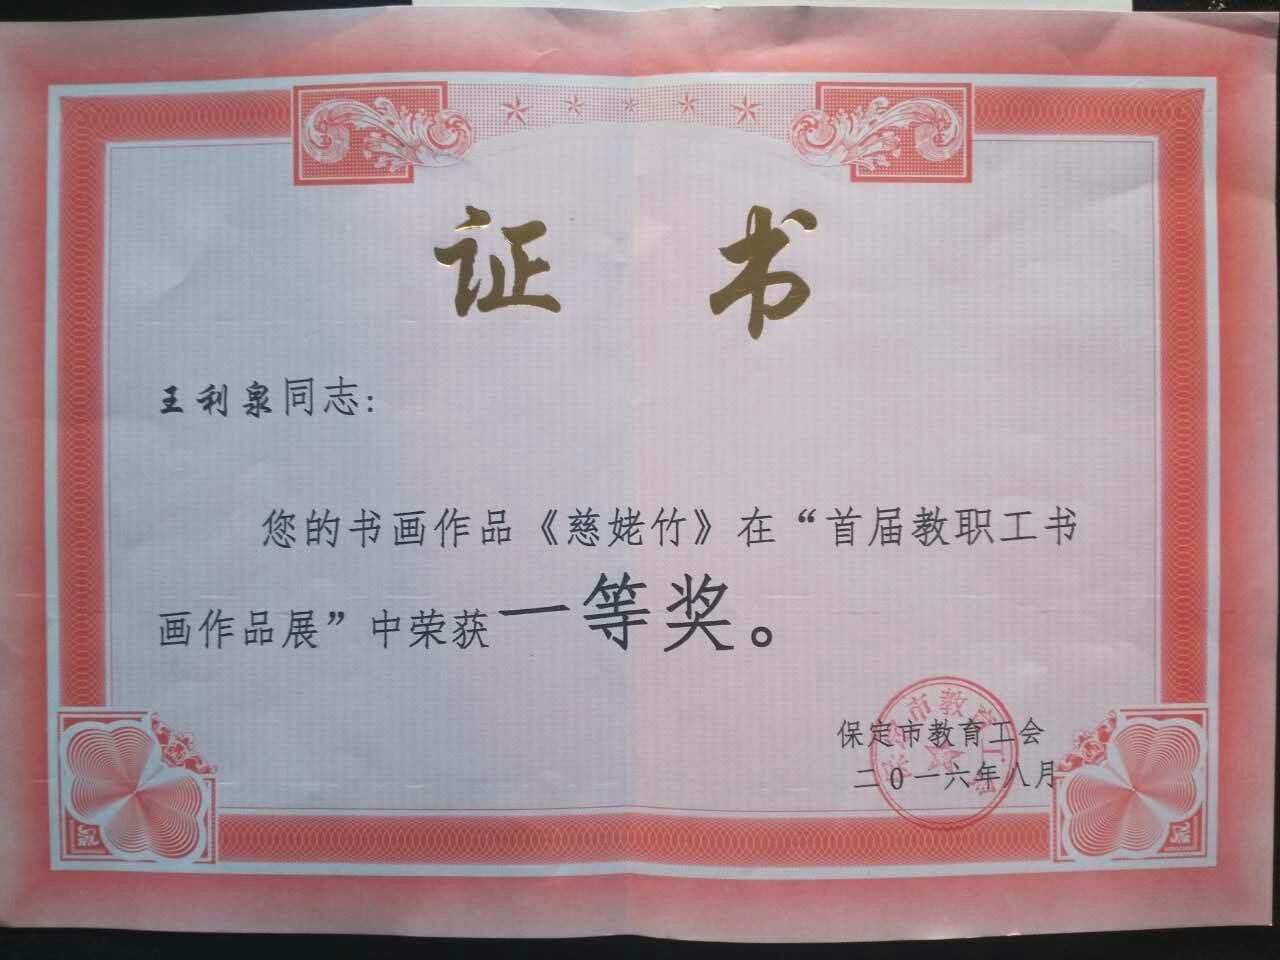 证 书
王利泉同志:
您的书画作品《慈姥竹》在“首届教职工书
画作品展”中荣获一等奖。
保定市教育工会
二0一六年八月